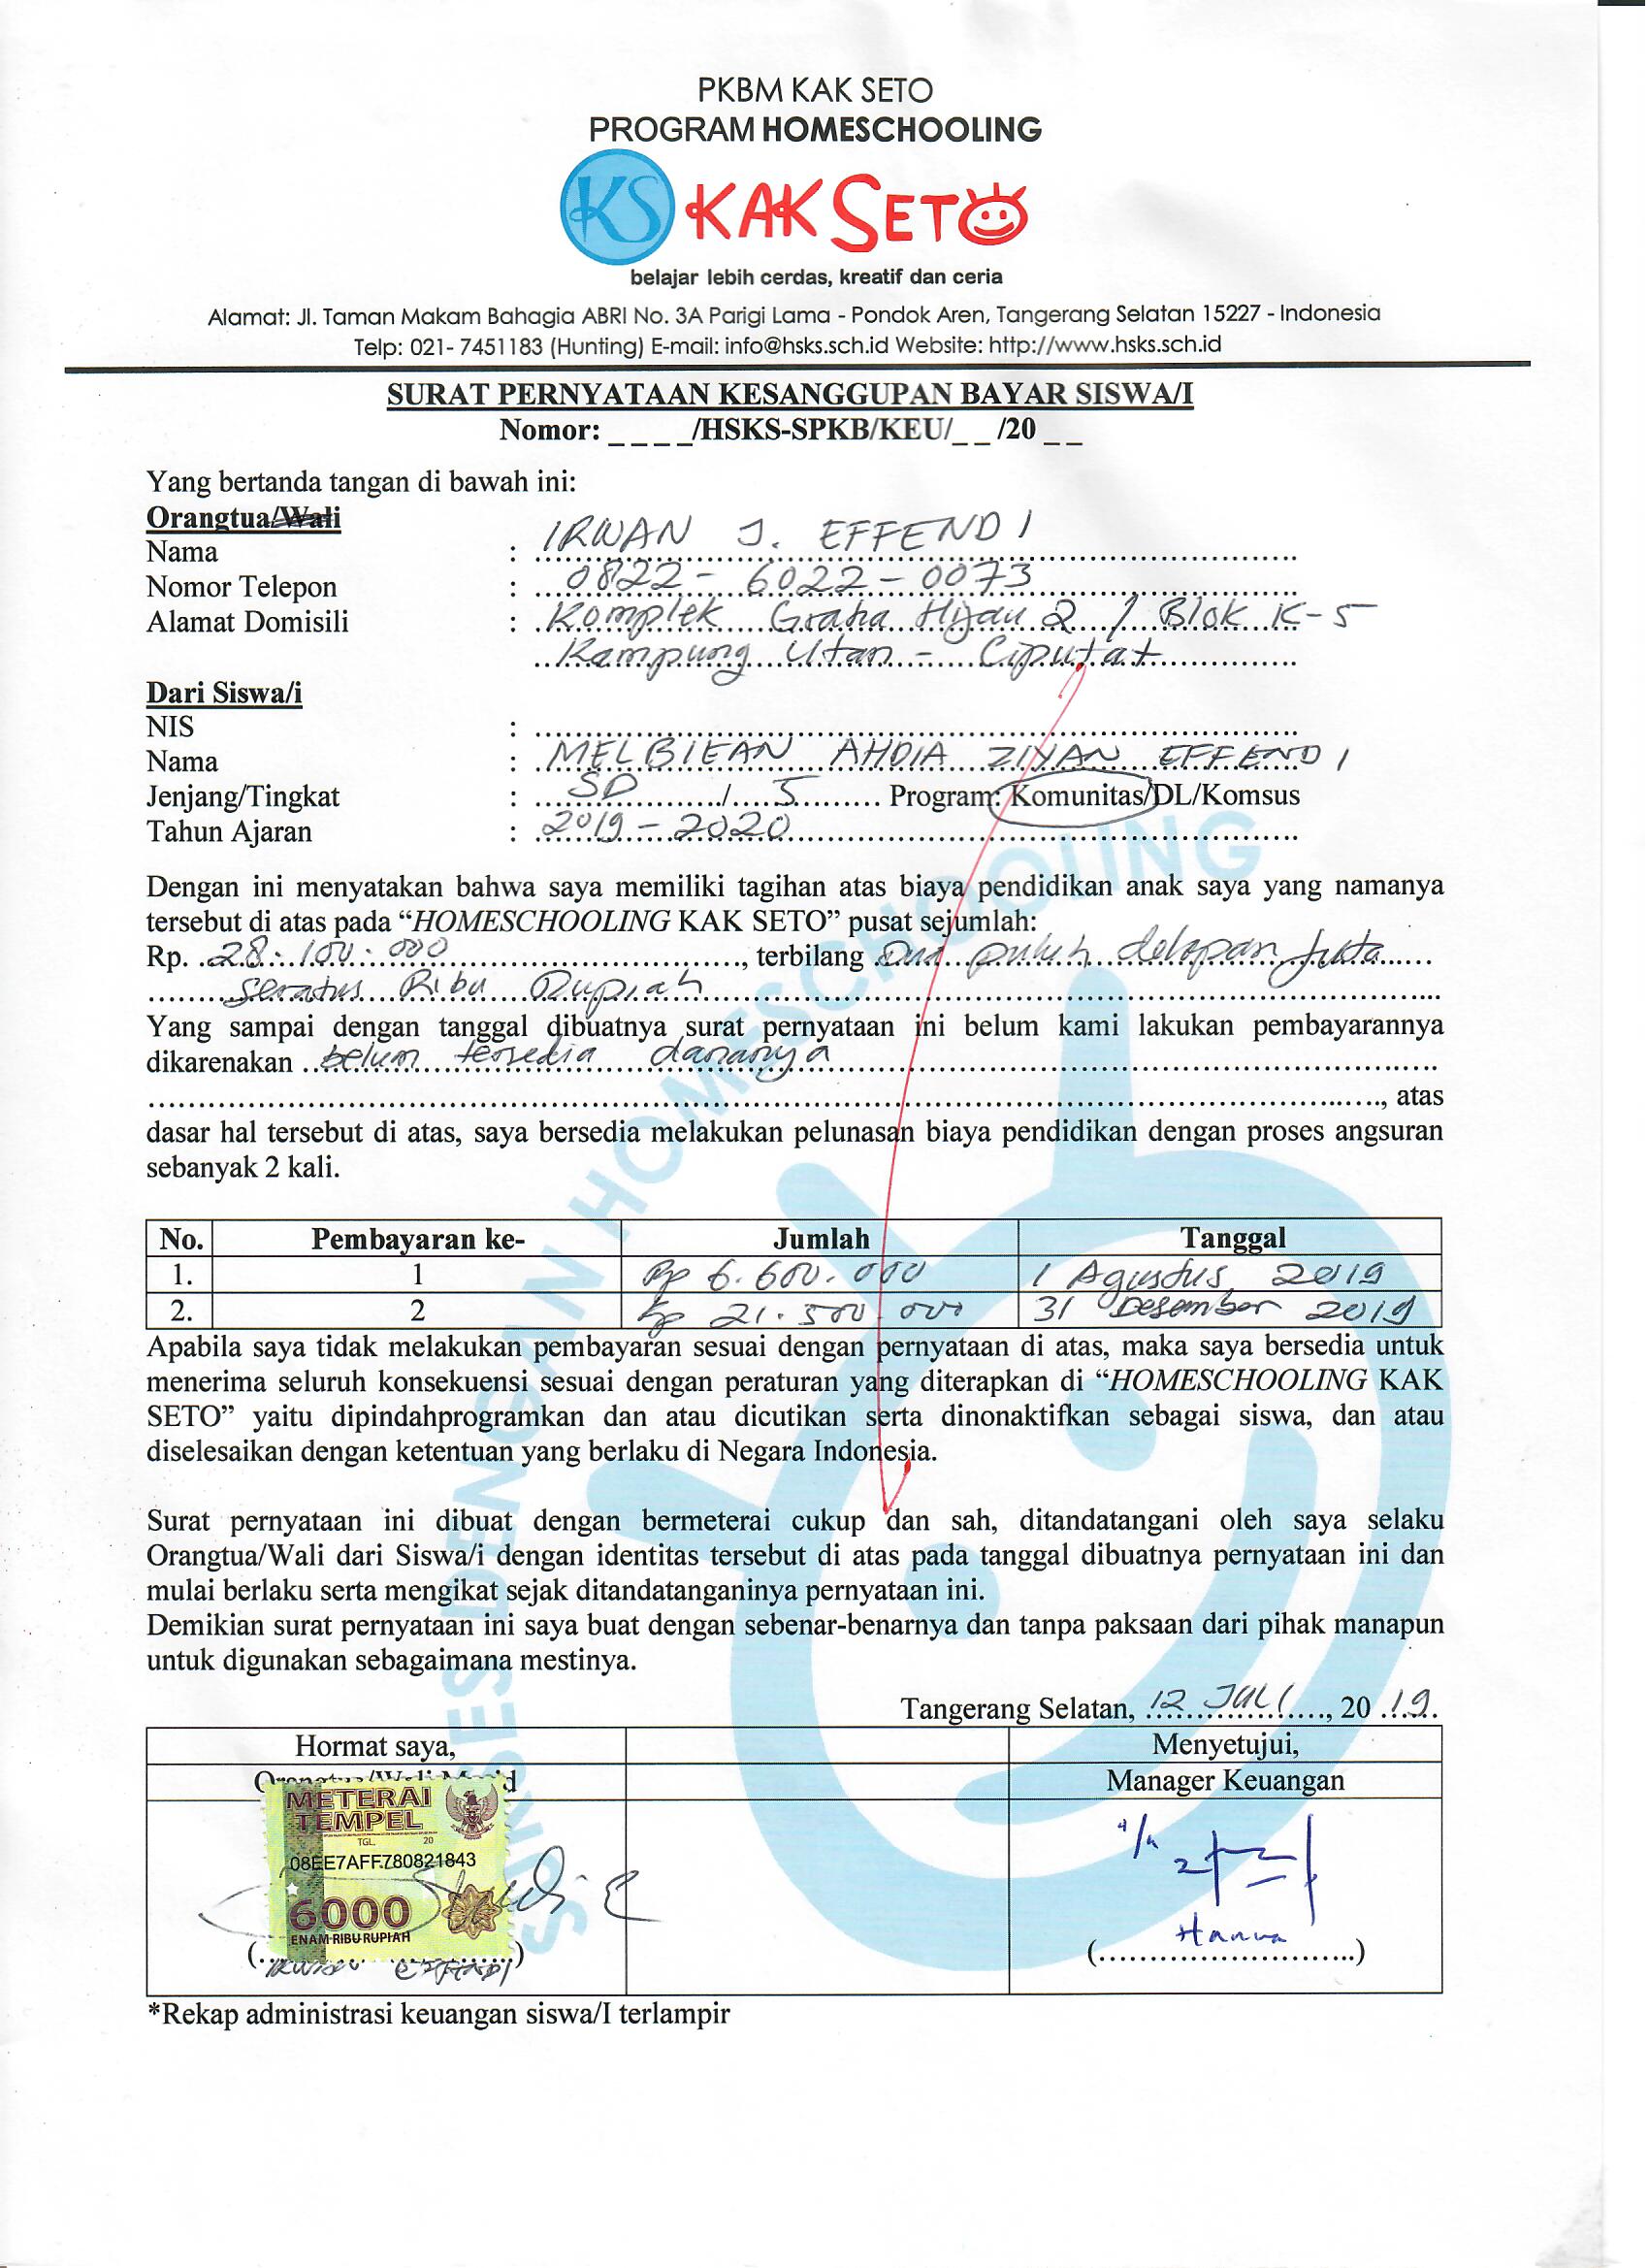 PKBM KAK SETO
PROGRAM HOMESCHOOLING
KS KAK SETO
belajar lebih cerdas, kreatif dan ceria
Alamat: Jl. Taman Makam Bahagia ABRI No. 3A Parigi Lama - Pondok Aren, Tangerang Selatan 15227 - Indonesia
Telp: 021- 7451183 (Hunting) E-mail: info@hsks.sch.id Website: http://www.hsks.sch.id
SURAT PERNYATAAN KESANGGUPAN BAYAR SISWA/I
Nomor: _ _ _ _/HSKS-SPKB/KEU/_ _ /20 _ _
Yang bertanda tangan di bawah ini:
Orangtua/Wali
Nama : IRWAN J. EFFENDI
Nomor Telepon : 0822 - 6022 - 0073
Alamat Domisili : Komplek Graha Hijau 2 / Blok K-5
Kampung Utan - Ciputat
Dari Siswa/i
NIS :
Nama : MELBIEAN AHDIA ZIYAN EFFENDI
Jenjang/Tingkat : SD / 5 Program: Komunitas/DL/Komsus
Tahun Ajaran : 2019 - 2020
Dengan ini menyatakan bahwa saya memiliki tagihan atas biaya pendidikan anak saya yang namanya
tersebut di atas pada “HOMESCHOOLING KAK SETO” pusat sejumlah:
Rp. 28.100.000, terbilang Dua puluh delapan Juta
Seratus Ribu Rupiah
Yang sampai dengan tanggal dibuatnya surat pernyataan ini belum kami lakukan pembayarannya
dikarenakan belum tersedia dananya
, atas
dasar hal tersebut di atas, saya bersedia melakukan pelunasan biaya pendidikan dengan proses angsuran
sebanyak 2 kali.
No. Pembayaran ke- Jumlah Tanggal
1. 1 Rp 6.600.000 1 Agustus 2019
2. 2 Rp 21.500.000 31 Desember 2019
Apabila saya tidak melakukan pembayaran sesuai dengan pernyataan di atas, maka saya bersedia untuk
menerima seluruh konsekuensi sesuai dengan peraturan yang diterapkan di “HOMESCHOOLING KAK
SETO” yaitu dipindahprogramkan dan atau dicutikan serta dinonaktifkan sebagai siswa, dan atau
diselesaikan dengan ketentuan yang berlaku di Negara Indonesia.
Surat pernyataan ini dibuat dengan bermeterai cukup dan sah, ditandatangani oleh saya selaku
Orangtua/Wali dari Siswa/i dengan identitas tersebut di atas pada tanggal dibuatnya pernyataan ini dan
mulai berlaku serta mengikat sejak ditandatanganinya pernyataan ini.
Demikian surat pernyataan ini saya buat dengan sebenar-benarnya dan tanpa paksaan dari pihak manapun
untuk digunakan sebagaimana mestinya.
Tangerang Selatan, 12 JULI, 2019.
Hormat saya, Menyetujui,
Orangtua/Wali Murid Manager Keuangan
METERAI
TEMPEL
TGL. 20
08EE7AFF780821843
6000
ENAM RIBU RUPIAH
IRWAN EFFENDI
Hanna
*Rekap administrasi keuangan siswa/I terlampir
SUKSES DENGAN HOMESCHOOLING